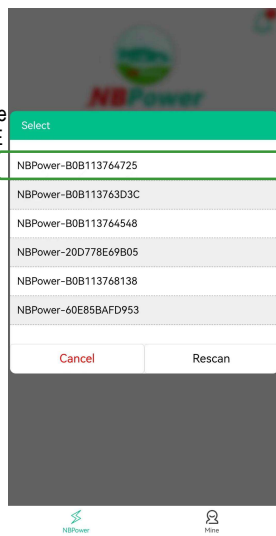 NBPower
e
Select
NBPower-B0B113764725
NBPower-B0B113763D3C
NBPower-B0B113764548
NBPower-20D778E69B05
NBPower-B0B113768138
NBPower-60E85BAFD953
Cancel
Rescan
NBPower
Mine